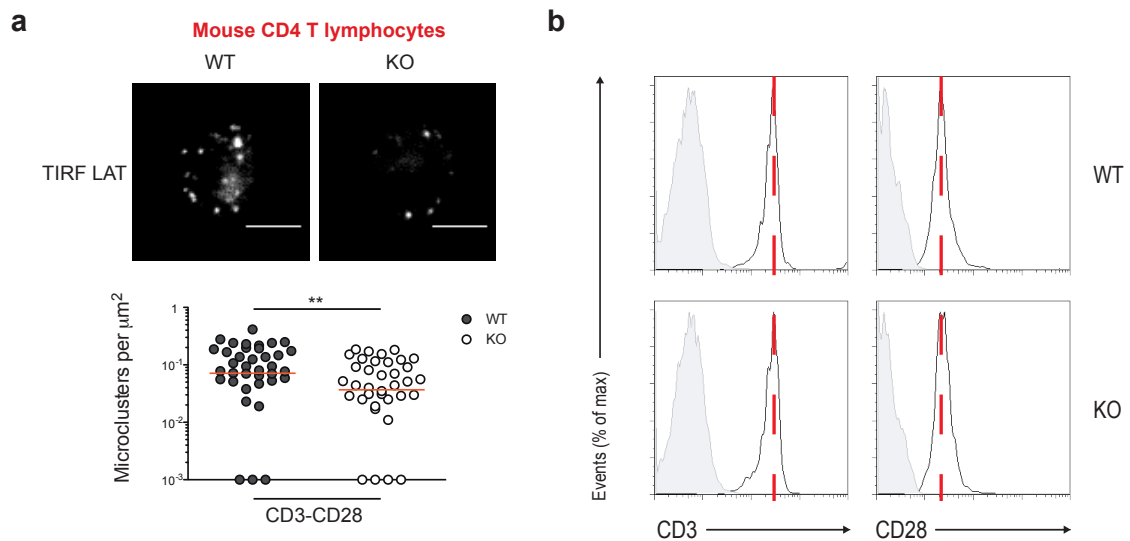 a
Mouse CD4 T lymphocytes
WT
KO
TIRF LAT
Microclusters per μm²
1
10⁻¹
10⁻²
10⁻³
**
WT
KO
CD3-CD28
b
WT
KO
Events (% of max)
CD3
CD28